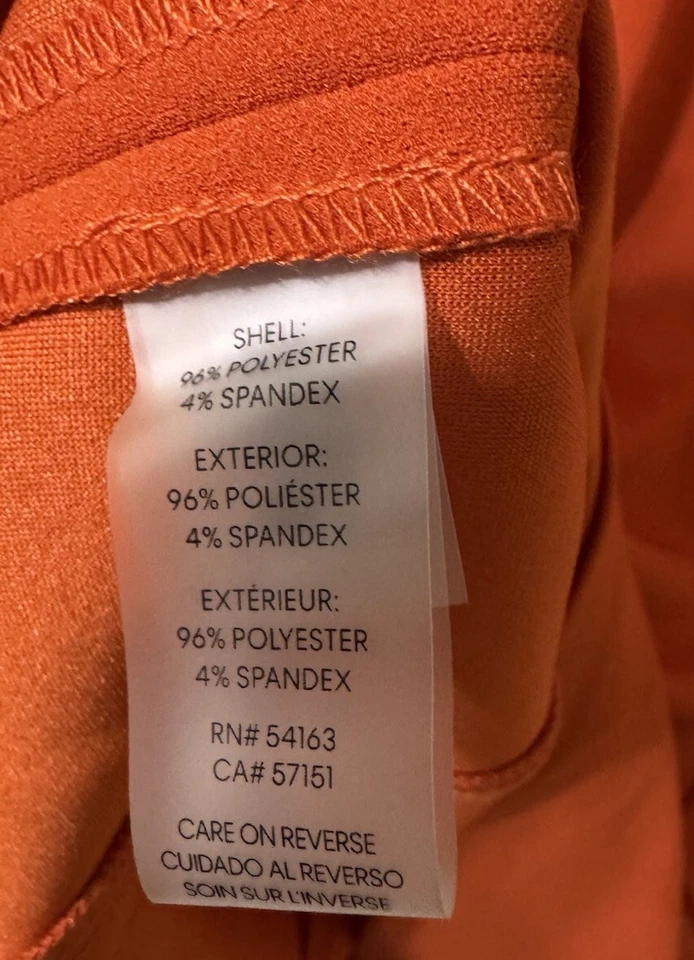 SHELL:
96% POLYESTER
4% SPANDEX
EXTERIOR:
96% POLIÉSTER
4% SPANDEX
EXTÉRIEUR:
96% POLYESTER
4% SPANDEX
RN# 54163
CA# 57151
CARE ON REVERSE
CUIDADO AL REVERSO
SOIN SUR L'INVERSE